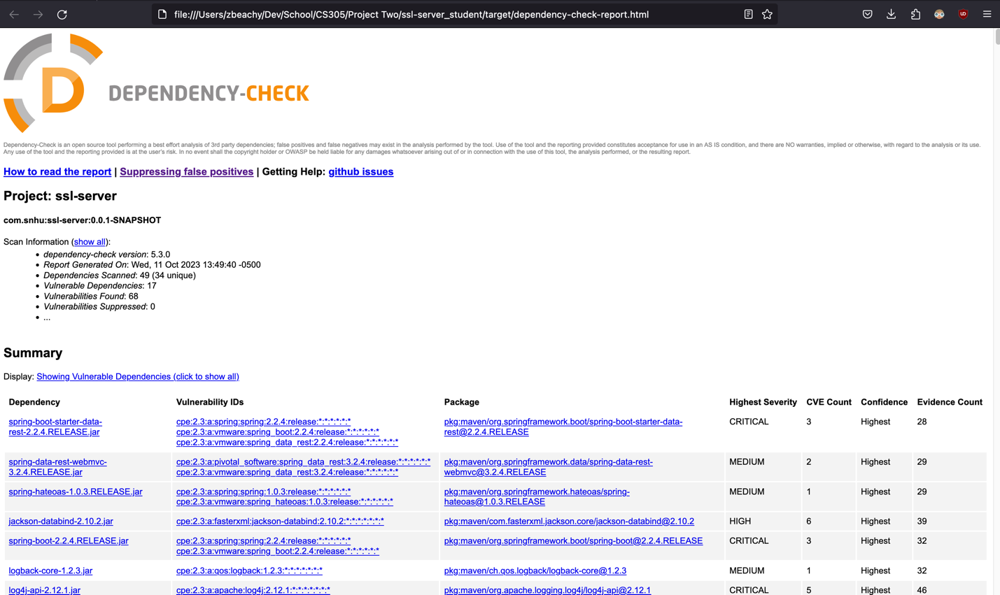 file:///Users/zbeachy/Dev/School/CS305/Project Two/ssl-server_student/target/dependency-check-report.html
DEPENDENCY-CHECK
Dependency-Check is an open source tool performing a best effort analysis of 3rd party dependencies; false positives and false negatives may exist in the analysis performed by the tool. Use of the tool and the reporting provided constitutes acceptance for use in an AS IS condition, and there are NO warranties, implied or otherwise, with regard to the analysis or its use.
Any use of the tool and the reporting provided is at the user's risk. In no event shall the copyright holder or OWASP be held liable for any damages whatsoever arising out of or in connection with the use of this tool, the analysis performed, or the resulting report.
How to read the report | Suppressing false positives | Getting Help: github issues
Project: ssl-server
com.snhu:ssl-server:0.0.1-SNAPSHOT
Scan Information (show all):
• dependency-check version: 5.3.0
• Report Generated On: Wed, 11 Oct 2023 13:49:40 -0500
• Dependencies Scanned: 49 (34 unique)
• Vulnerable Dependencies: 17
• Vulnerabilities Found: 68
• Vulnerabilities Suppressed: 0
• ...
Summary
Display: Showing Vulnerable Dependencies (click to show all)
Dependency Vulnerability IDs Package Highest Severity CVE Count Confidence Evidence Count
spring-boot-starter-data- cpe:2.3:a:spring:spring:2.2.4:release:*:*:*:*:*:* pkg:maven/org.springframework.boot/spring-boot-starter-data- CRITICAL 3 Highest 28
rest-2.2.4.RELEASE.jar cpe:2.3:a:vmware:spring_boot:2.2.4:release:*:*:*:*:*:* rest@2.2.4.RELEASE
cpe:2.3:a:vmware:spring_data_rest:2.2.4:release:*:*:*:*:*:*
spring-data-rest-webmvc- cpe:2.3:a:pivotal_software:spring_data_rest:3.2.4:release:*:*:*:*:*:* pkg:maven/org.springframework.data/spring-data-rest- MEDIUM 2 Highest 29
3.2.4.RELEASE.jar cpe:2.3:a:vmware:spring_data_rest:3.2.4:release:*:*:*:*:*:* webmvc@3.2.4.RELEASE
spring-hateoas-1.0.3.RELEASE.jar cpe:2.3:a:spring:spring:1.0.3:release:*:*:*:*:*:* pkg:maven/org.springframework.hateoas/spring- MEDIUM 1 Highest 29
cpe:2.3:a:vmware:spring_hateoas:1.0.3:release:*:*:*:*:*:* hateoas@1.0.3.RELEASE
jackson-databind-2.10.2.jar cpe:2.3:a:fasterxml:jackson-databind:2.10.2:*:*:*:*:*:*:* pkg:maven/com.fasterxml.jackson.core/jackson-databind@2.10.2 HIGH 6 Highest 39
spring-boot-2.2.4.RELEASE.jar cpe:2.3:a:spring:spring:2.2.4:release:*:*:*:*:*:* pkg:maven/org.springframework.boot/spring-boot@2.2.4.RELEASE CRITICAL 3 Highest 32
cpe:2.3:a:vmware:spring_boot:2.2.4:release:*:*:*:*:*:*
logback-core-1.2.3.jar cpe:2.3:a:qos:logback:1.2.3:*:*:*:*:*:*:* pkg:maven/ch.qos.logback/logback-core@1.2.3 MEDIUM 1 Highest 32
log4j-api-2.12.1.jar cpe:2.3:a:apache:log4j:2.12.1:*:*:*:*:*:*:* pkg:maven/org.apache.logging.log4j/log4j-api@2.12.1 CRITICAL 5 Highest 46